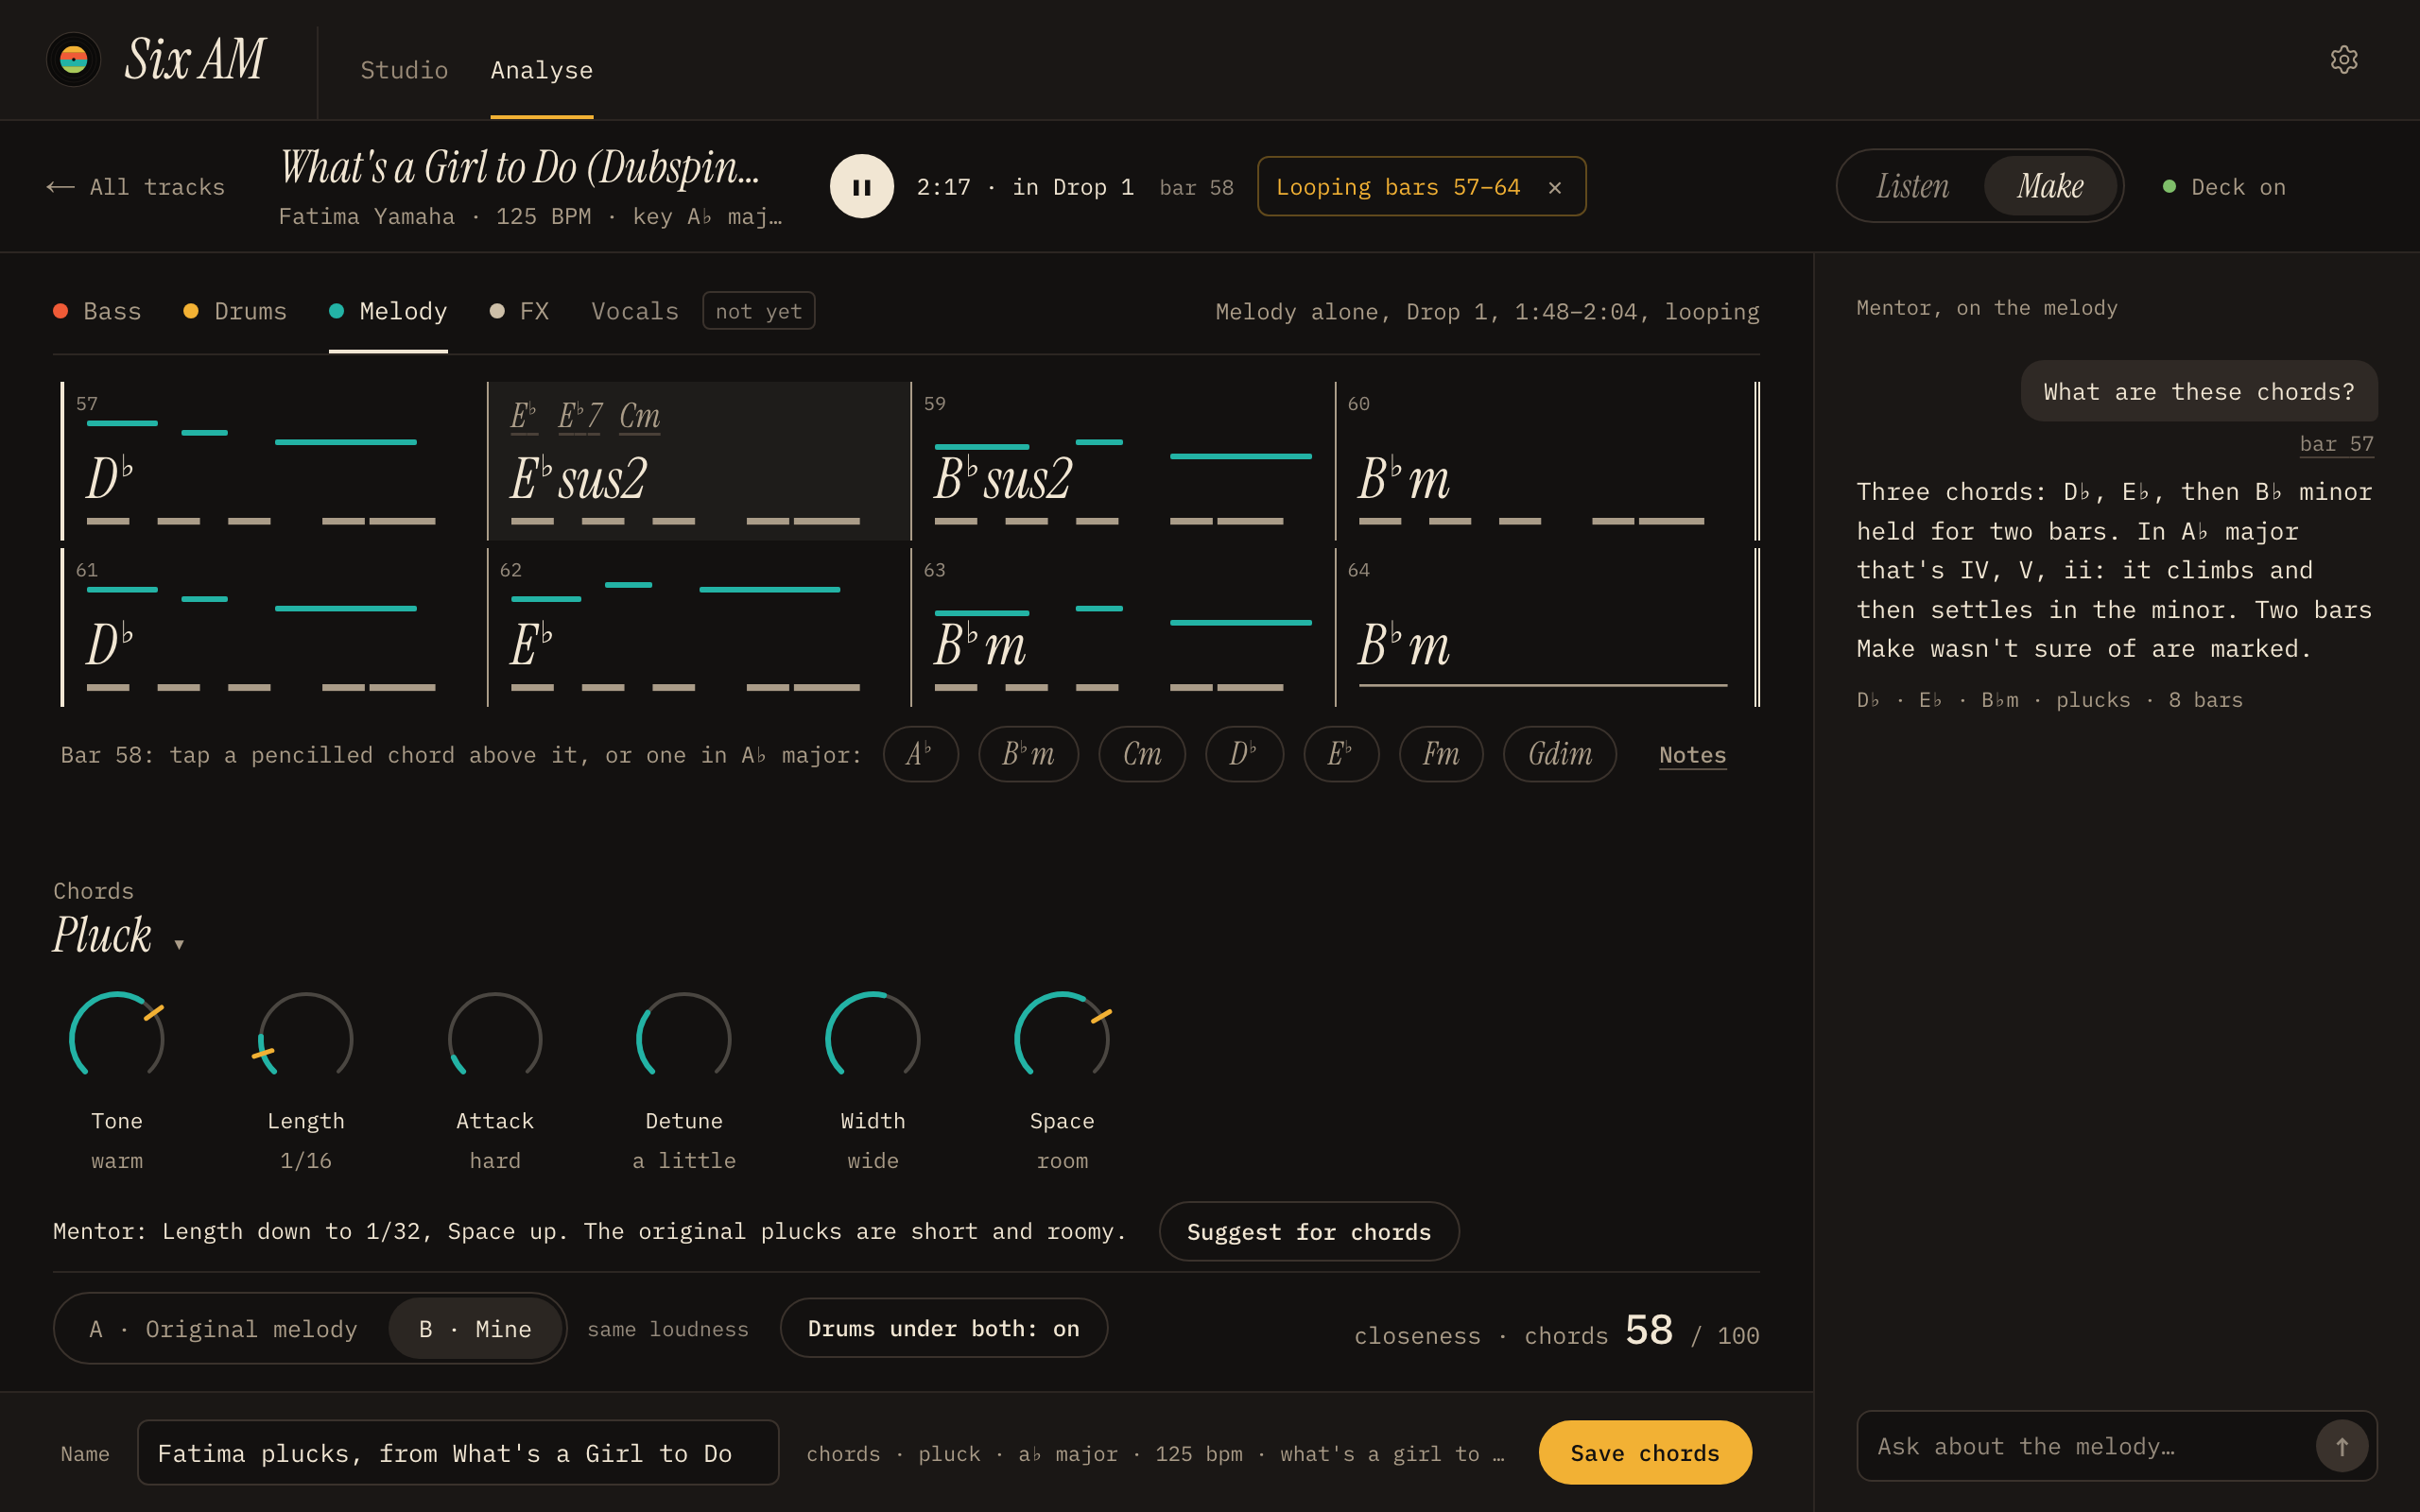 Six AM
Studio Analyse
← All tracks
What's a Girl to Do (Dubspin…
Fatima Yamaha · 125 BPM · key A♭ maj…
2:17 · in Drop 1 bar 58
Looping bars 57–64 ×
Listen Make
Deck on
Bass Drums Melody FX Vocals not yet
Melody alone, Drop 1, 1:48–2:04, looping
57 E♭ E♭7 Cm 59 60
D♭ E♭sus2 B♭sus2 B♭m
61 62 63 64
D♭ E♭ B♭m B♭m
Bar 58: tap a pencilled chord above it, or one in A♭ major: A♭ B♭m Cm D♭ E♭ Fm Gdim Notes
Chords
Pluck ▾
Tone Length Attack Detune Width Space
warm 1/16 hard a little wide room
Mentor: Length down to 1/32, Space up. The original plucks are short and roomy. Suggest for chords
A · Original melody B · Mine same loudness Drums under both: on closeness · chords 58 / 100
Name Fatima plucks, from What's a Girl to Do chords · pluck · a♭ major · 125 bpm · what's a girl to … Save chords
Mentor, on the melody
What are these chords?
bar 57
Three chords: D♭, E♭, then B♭ minor
held for two bars. In A♭ major
that's IV, V, ii: it climbs and
then settles in the minor. Two bars
Make wasn't sure of are marked.
D♭ · E♭ · B♭m · plucks · 8 bars
Ask about the melody… ↑